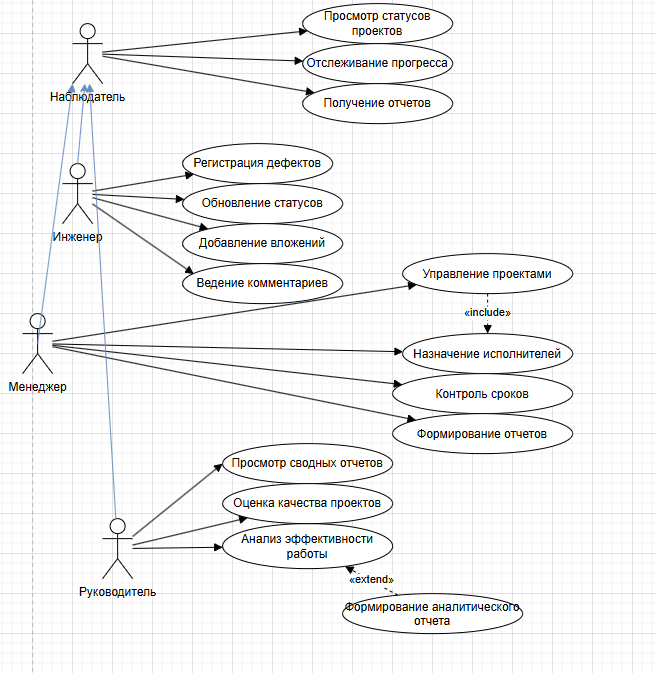 Просмотр статусов
проектов
Отслеживание прогресса
Наблюдатель
Получение отчетов
Регистрация дефектов
Обновление статусов
Инженер
Добавление вложений
Ведение комментариев
Управление проектами
«include»
Назначение исполнителей
Менеджер
Контроль сроков
Формирование отчетов
Просмотр сводных отчетов
Оценка качества проектов
Анализ эффективности
работы
«extend»
Руководитель
Формирование аналитического
отчета